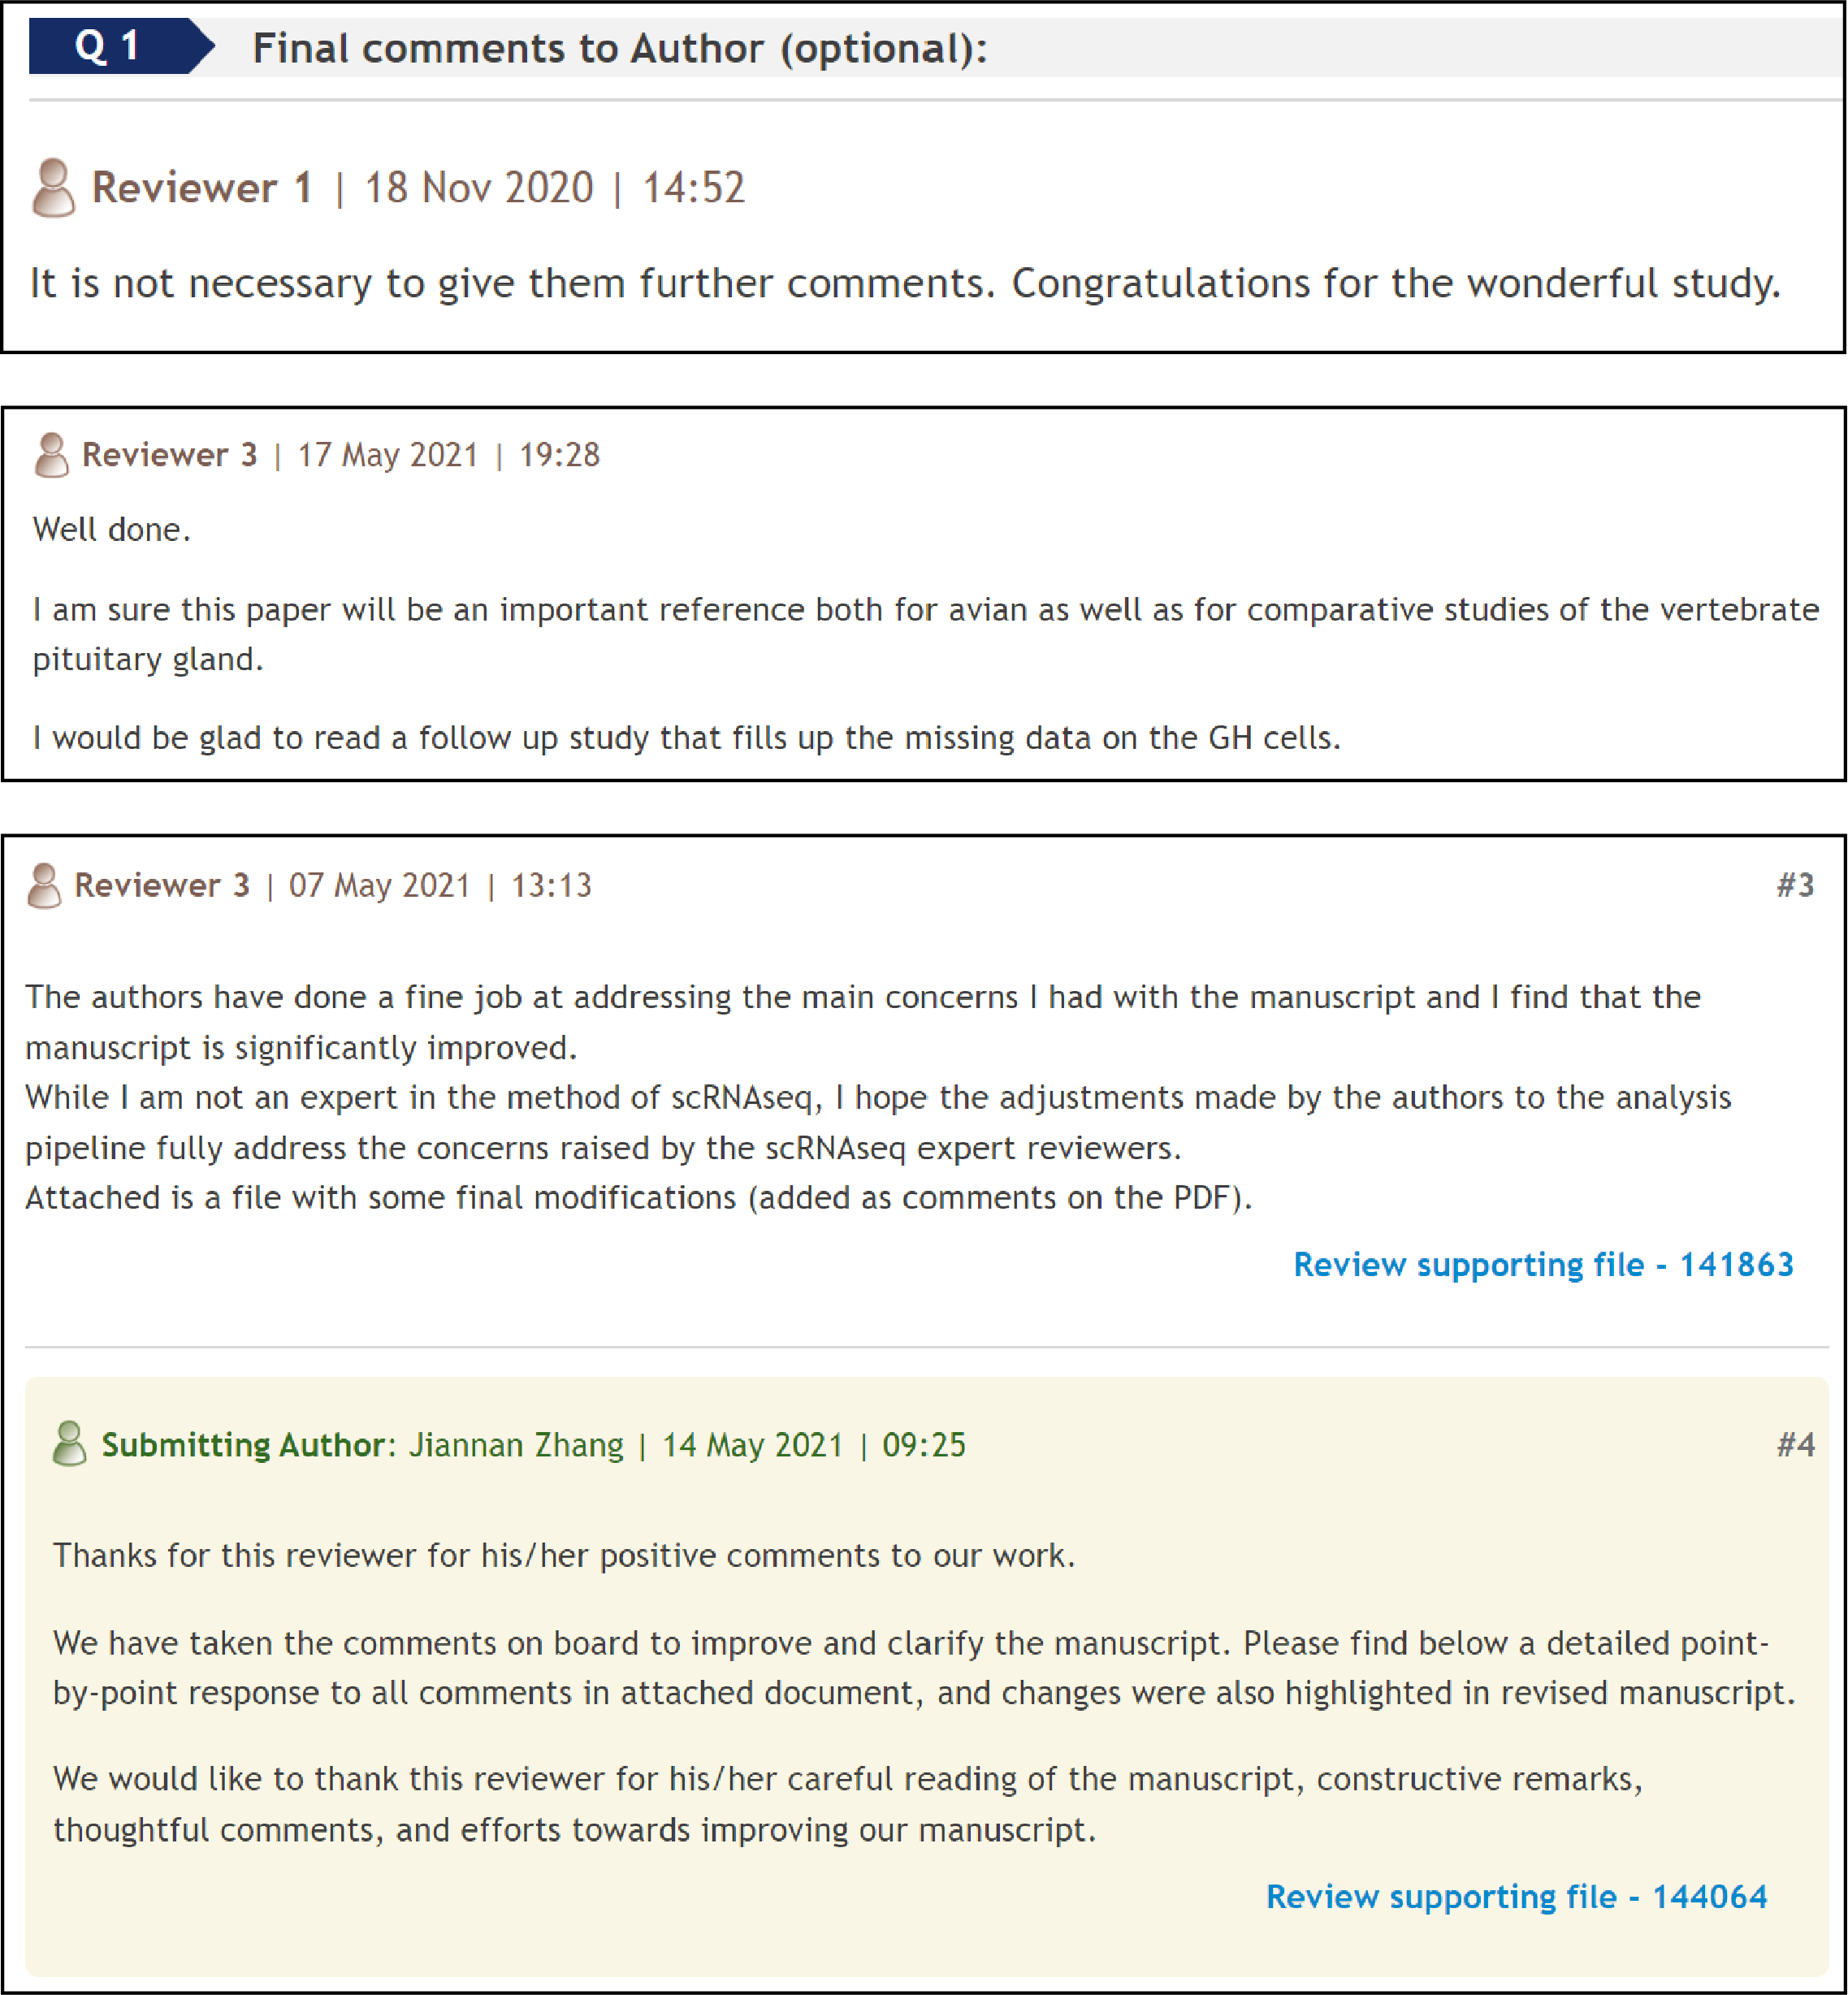 Q 1 Final comments to Author (optional):
Reviewer 1 | 18 Nov 2020 | 14:52
It is not necessary to give them further comments. Congratulations for the wonderful study.
Reviewer 3 | 17 May 2021 | 19:28
Well done.
I am sure this paper will be an important reference both for avian as well as for comparative studies of the vertebrate
pituitary gland.
I would be glad to read a follow up study that fills up the missing data on the GH cells.
Reviewer 3 | 07 May 2021 | 13:13 #3
The authors have done a fine job at addressing the main concerns I had with the manuscript and I find that the
manuscript is significantly improved.
While I am not an expert in the method of scRNAseq, I hope the adjustments made by the authors to the analysis
pipeline fully address the concerns raised by the scRNAseq expert reviewers.
Attached is a file with some final modifications (added as comments on the PDF).
Review supporting file - 141863
Submitting Author: Jiannan Zhang | 14 May 2021 | 09:25 #4
Thanks for this reviewer for his/her positive comments to our work.
We have taken the comments on board to improve and clarify the manuscript. Please find below a detailed point-
by-point response to all comments in attached document, and changes were also highlighted in revised manuscript.
We would like to thank this reviewer for his/her careful reading of the manuscript, constructive remarks,
thoughtful comments, and efforts towards improving our manuscript.
Review supporting file - 144064